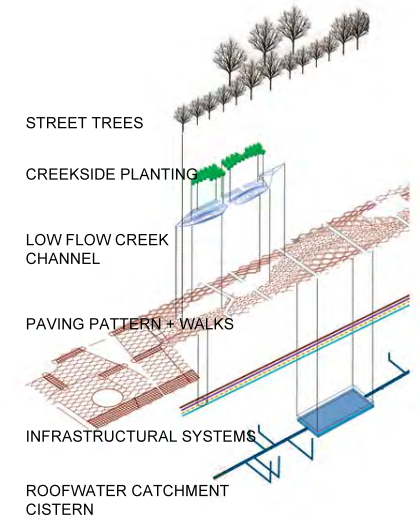 STREET TREES
CREEKSIDE PLANTING
LOW FLOW CREEK
CHANNEL
PAVING PATTERN + WALKS
INFRASTRUCTURAL SYSTEMS
ROOFWATER CATCHMENT
CISTERN